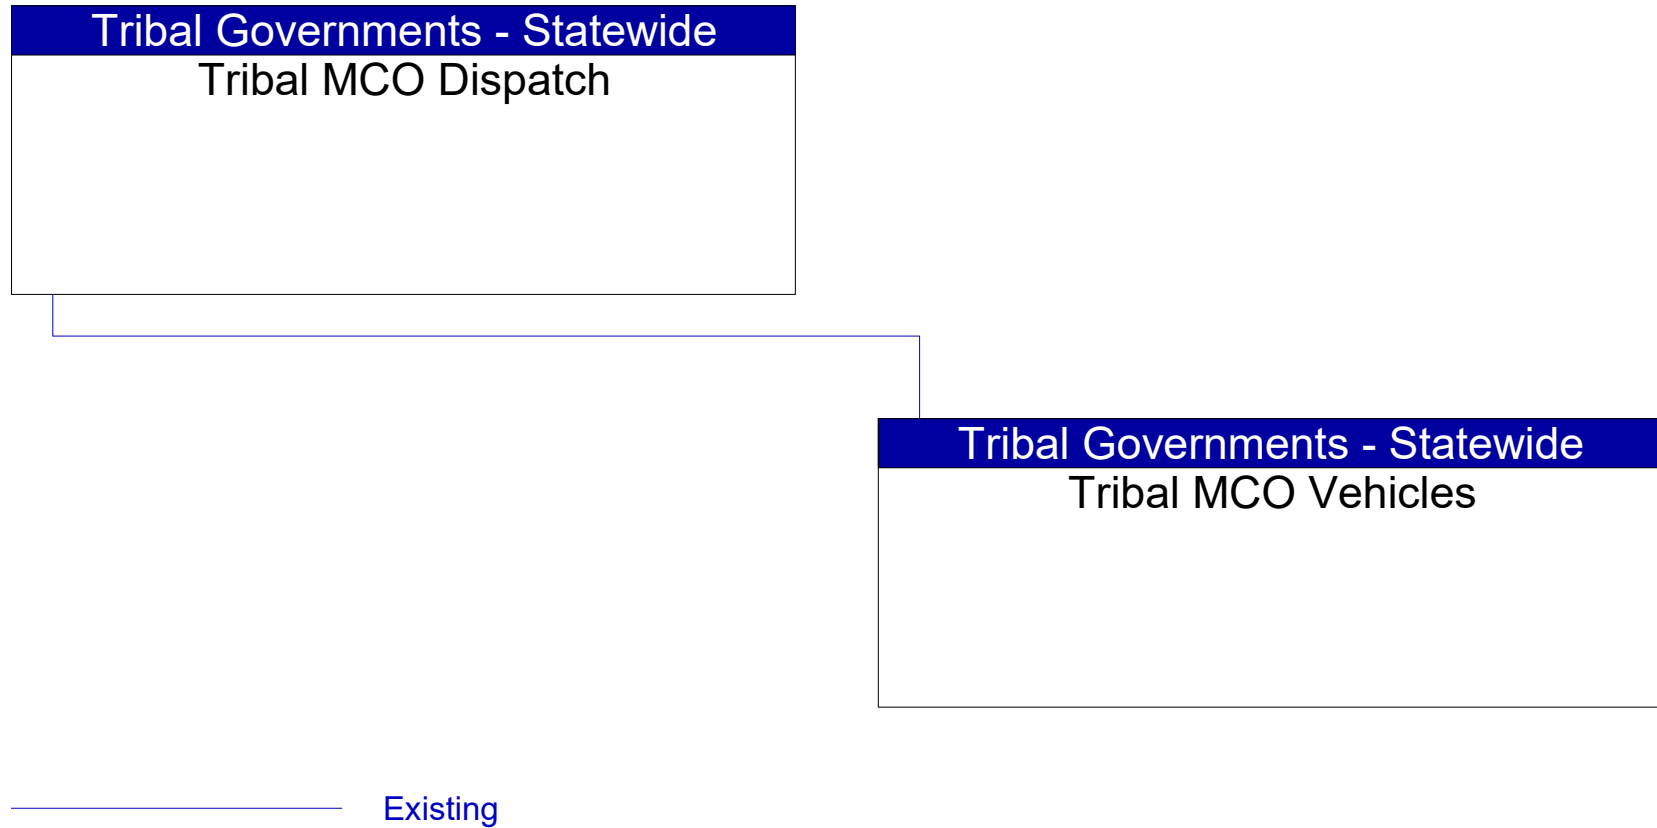 Tribal Governments - Statewide
Tribal MCO Dispatch
Tribal Governments - Statewide
Tribal MCO Vehicles
Existing